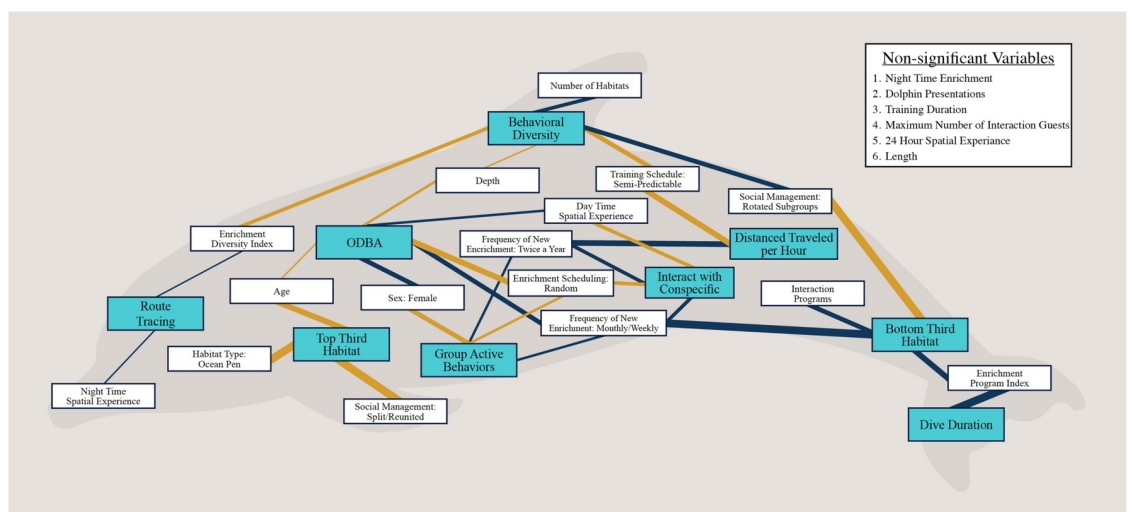 Non-significant Variables
1. Night Time Enrichment
2. Dolphin Presentations
3. Training Duration
4. Maximum Number of Interaction Guests
5. 24 Hour Spatial Experiance
6. Length
Number of Habitats
Behavioral
Diversity
Depth
Training Schedule:
Semi-Predictable
Social Management:
Rotated Subgroups
Day Time
Spatial Experience
Enrichment
Diversity Index
ODBA
Frequency of New
Encrichment: Twice a Year
Distanced Traveled
per Hour
Age
Sex: Female
Enrichment Scheduling:
Random
Interact with
Conspecific
Interaction
Programs
Route
Tracing
Top Third
Habitat
Frequency of New
Enrichment: Monthly/Weekly
Bottom Third
Habitat
Habitat Type:
Ocean Pen
Group Active
Behaviors
Night Time
Spatial Experience
Enrichment
Program Index
Social Management:
Split/Reunited
Dive Duration